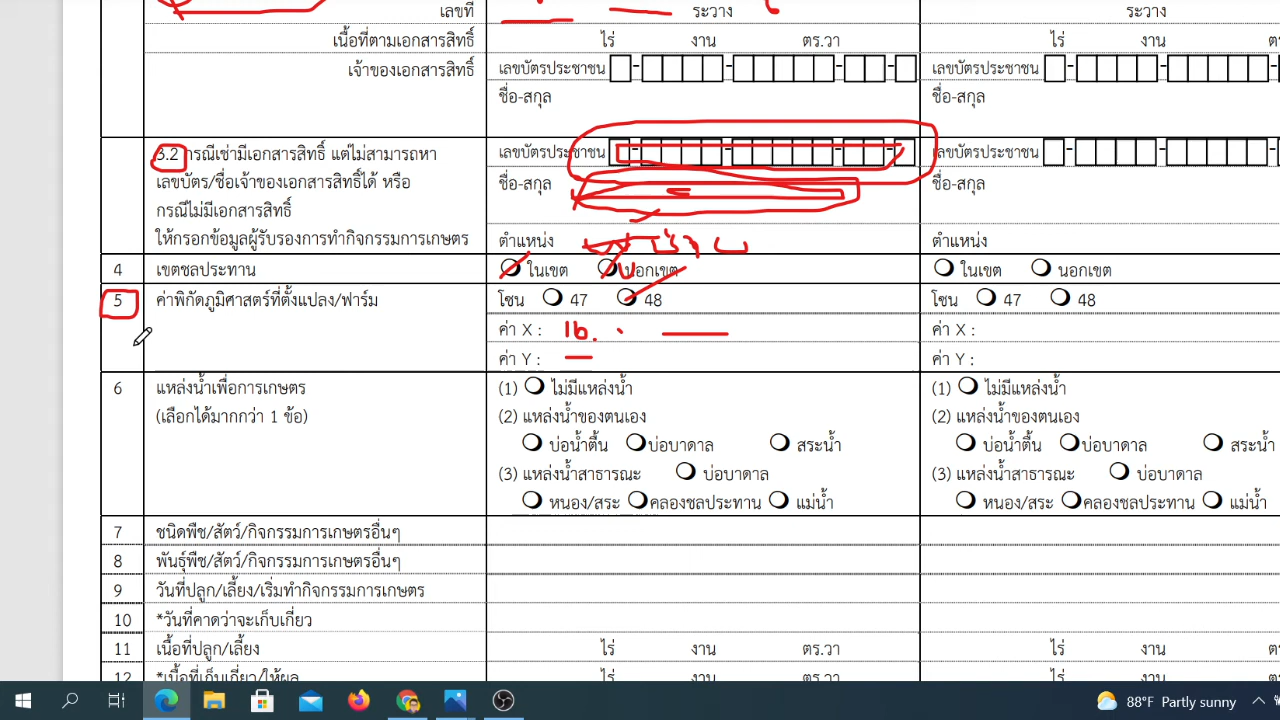 เลขที่ ระวาง ระวาง
เนื้อที่ตามเอกสารสิทธิ์ ไร่ งาน ตร.วา ไร่ งาน
เจ้าของเอกสารสิทธิ์ เลขบัตรประชาชน - - - - เลขบัตรประชาชน - - -
ชื่อ-สกุล ชื่อ-สกุล
3.2 กรณีเช่ามีเอกสารสิทธิ์ แต่ไม่สามารถหา เลขบัตรประชาชน - - - - เลขบัตรประชาชน - - -
เลขบัตร/ชื่อเจ้าของเอกสารสิทธิ์ได้ หรือ ชื่อ-สกุล ชื่อ-สกุล
กรณีไม่มีเอกสารสิทธิ์
ให้กรอกข้อมูลผู้รับรองการทำกิจกรรมการเกษตร ตำแหน่ง ตำแหน่ง
4 เขตชลประทาน ในเขต นอกเขต ในเขต นอกเขต
5 ค่าพิกัดภูมิศาสตร์ที่ตั้งแปลง/ฟาร์ม โซน 47 48 โซน 47 48
ค่า X : ค่า X :
ค่า Y : ค่า Y :
6 แหล่งน้ำเพื่อการเกษตร (1) ไม่มีแหล่งน้ำ (1) ไม่มีแหล่งน้ำ
(เลือกได้มากกว่า 1 ข้อ) (2) แหล่งน้ำของตนเอง (2) แหล่งน้ำของตนเอง
บ่อน้ำตื้น บ่อบาดาล สระน้ำ บ่อน้ำตื้น บ่อบาดาล สระน้ำ
(3) แหล่งน้ำสาธารณะ บ่อบาดาล (3) แหล่งน้ำสาธารณะ บ่อบาดาล
หนอง/สระ คลองชลประทาน แม่น้ำ หนอง/สระ คลองชลประทาน แม่น้ำ
7 ชนิดพืช/สัตว์/กิจกรรมการเกษตรอื่นๆ
8 พันธุ์พืช/สัตว์/กิจกรรมการเกษตรอื่นๆ
9 วันที่ปลูก/เลี้ยง/เริ่มทำกิจกรรมการเกษตร
10 *วันที่คาดว่าจะเก็บเกี่ยว
11 เนื้อที่ปลูก/เลี้ยง ไร่ งาน ตร.วา ไร่ งาน
12 *เนื้อที่เก็บเกี่ยว/ให้ผล ไร่ งาน ตร.วา ไร่ งาน
88°F Partly sunny